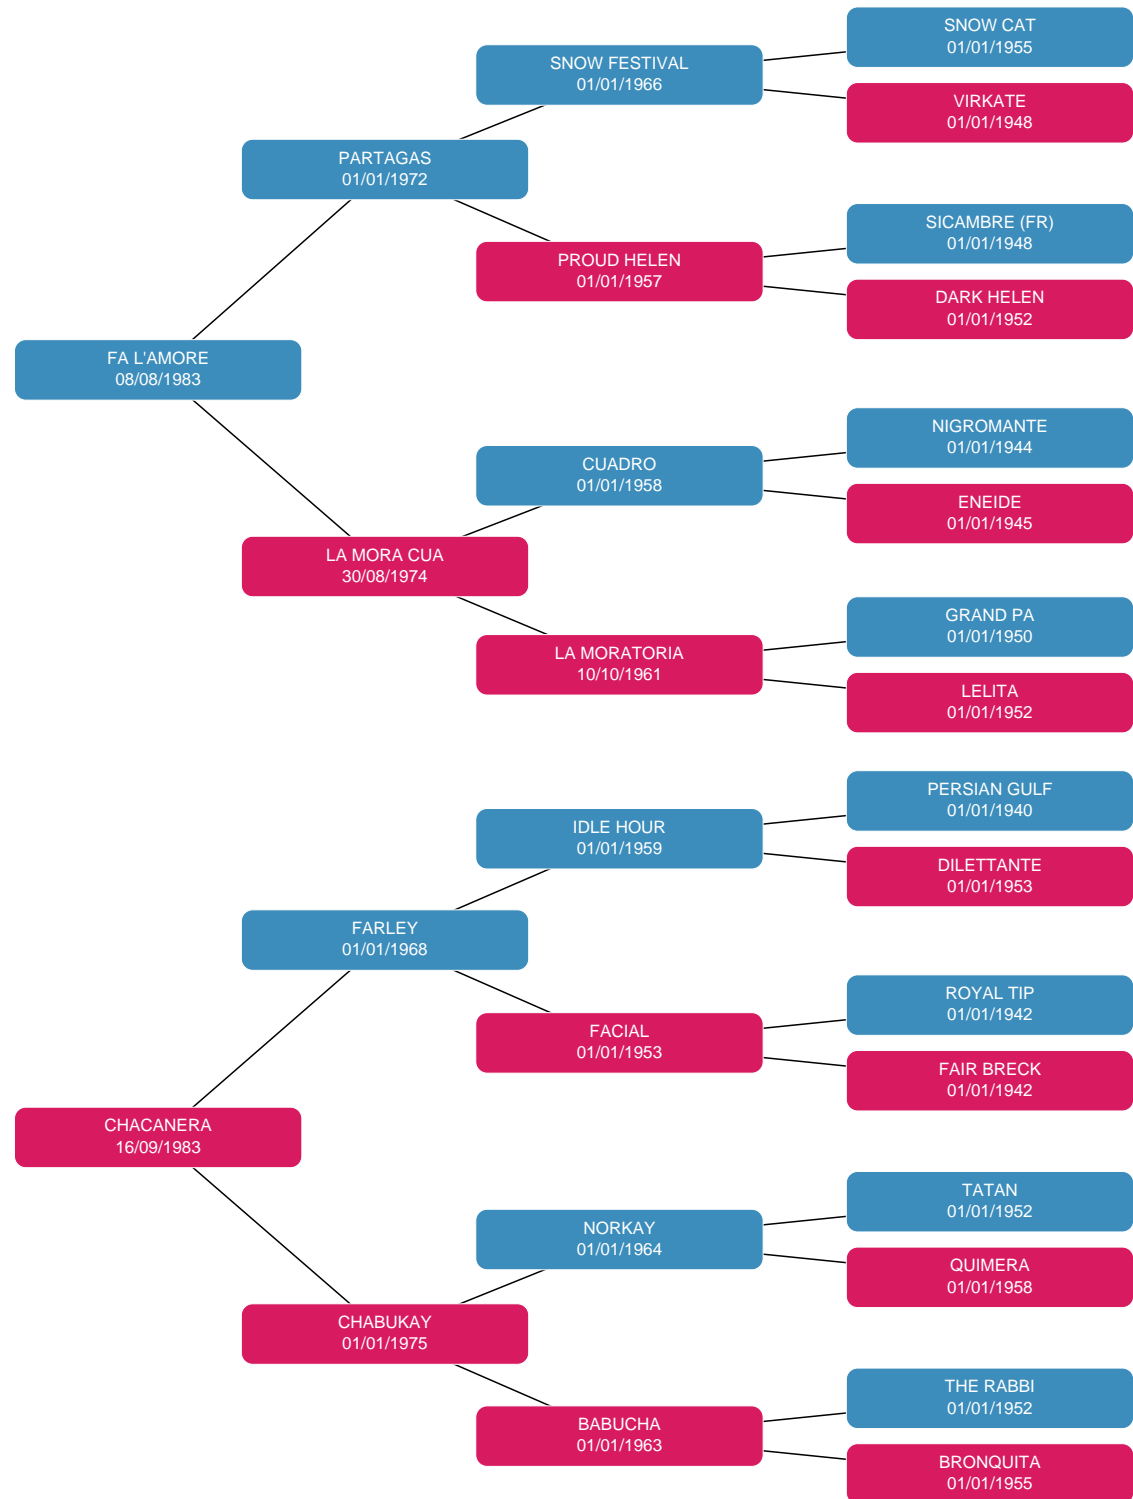 SNOW CAT
01/01/1955
SNOW FESTIVAL
01/01/1966
VIRKATE
01/01/1948
PARTAGAS
01/01/1972
SICAMBRE (FR)
01/01/1948
PROUD HELEN
01/01/1957
DARK HELEN
01/01/1952
FA L'AMORE
08/08/1983
NIGROMANTE
01/01/1944
CUADRO
01/01/1958
ENEIDE
01/01/1945
LA MORA CUA
30/08/1974
GRAND PA
01/01/1950
LA MORATORIA
10/10/1961
LELITA
01/01/1952
PERSIAN GULF
01/01/1940
IDLE HOUR
01/01/1959
DILETTANTE
01/01/1953
FARLEY
01/01/1968
ROYAL TIP
01/01/1942
FACIAL
01/01/1953
FAIR BRECK
01/01/1942
CHACANERA
16/09/1983
TATAN
01/01/1952
NORKAY
01/01/1964
QUIMERA
01/01/1958
CHABUKAY
01/01/1975
THE RABBI
01/01/1952
BABUCHA
01/01/1963
BRONQUITA
01/01/1955